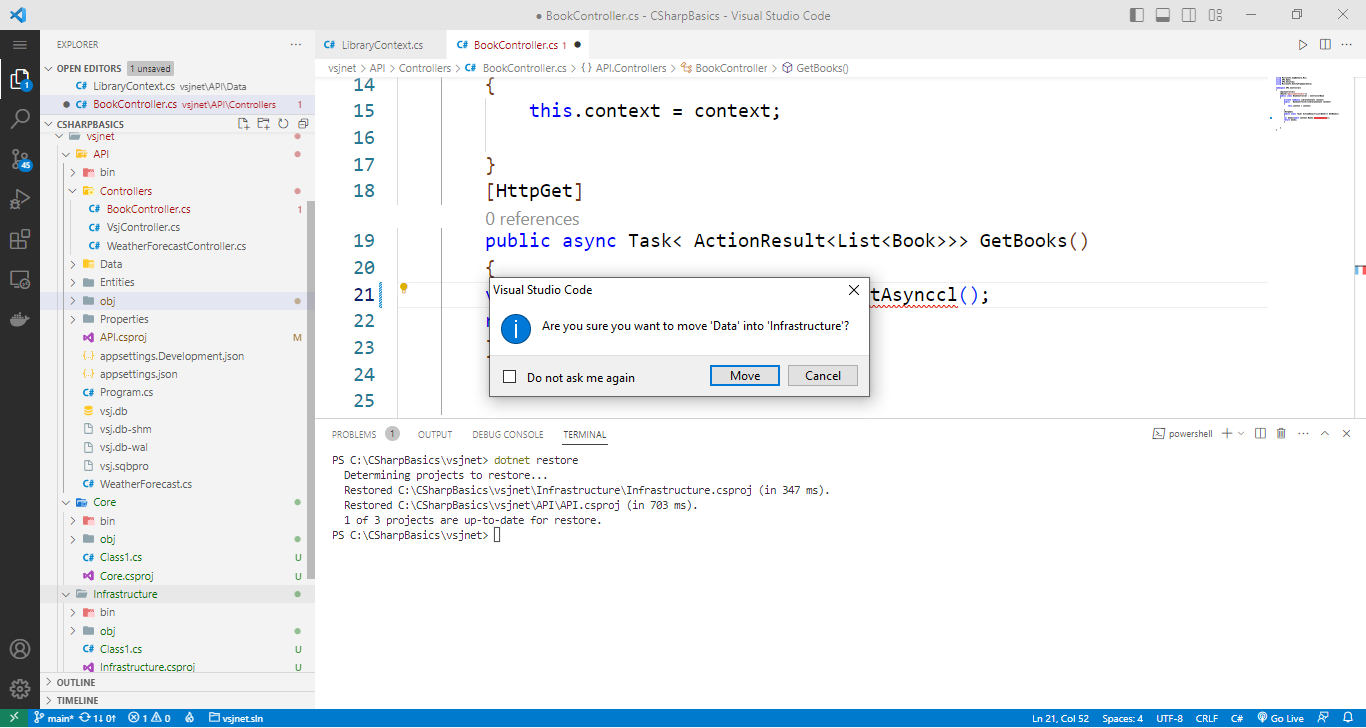 ● BookController.cs - CSharpBasics - Visual Studio Code
EXPLORER
OPEN EDITORS 1 unsaved
C# LibraryContext.cs vsjnet\API\Data
● C# BookController.cs vsjnet\API\Controllers 1
CSHARPBASICS
vsjnet
API
bin
Controllers
C# BookController.cs 1
C# VsjController.cs
C# WeatherForecastController.cs
Data
Entities
obj
Properties
API.csproj M
{..} appsettings.Development.json
{..} appsettings.json
C# Program.cs
vsj.db
vsj.db-shm
vsj.db-wal
vsj.sqbpro
C# WeatherForecast.cs
Core
bin
obj
C# Class1.cs U
Core.csproj U
Infrastructure
bin
obj
C# Class1.cs U
Infrastructure.csproj U
OUTLINE
TIMELINE
1
45
C# LibraryContext.cs
C# BookController.cs 1 ●
vsjnet > API > Controllers > C# BookController.cs > {} API.Controllers > BookController > GetBooks()
14 {
15 this.context = context;
16
17 }
18 [HttpGet]
0 references
19 public async Task< ActionResult<List<Book>>> GetBooks()
20 {
21 tAsynccl();
22
23
24
25
Visual Studio Code
Are you sure you want to move 'Data' into 'Infrastructure'?
Do not ask me again
Move
Cancel
PROBLEMS 1 OUTPUT DEBUG CONSOLE TERMINAL
powershell
PS C:\CSharpBasics\vsjnet> dotnet restore
Determining projects to restore...
Restored C:\CSharpBasics\vsjnet\Infrastructure\Infrastructure.csproj (in 347 ms).
Restored C:\CSharpBasics\vsjnet\API\API.csproj (in 703 ms).
1 of 3 projects are up-to-date for restore.
PS C:\CSharpBasics\vsjnet>
main* 1↓ 0↑ 1 0 vsjnet.sln
Ln 21, Col 52 Spaces: 4 UTF-8 CRLF C# Go Live